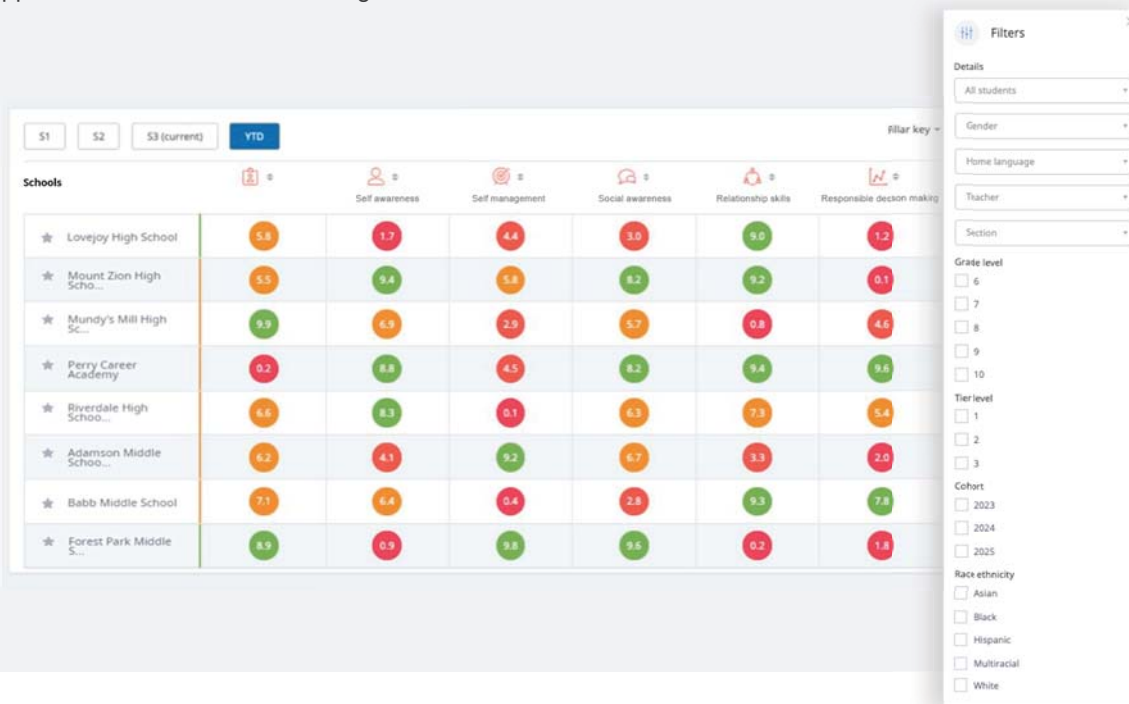 Filters
Details
All students
Gender
Home language
Teacher
Section
Grade level
6
7
8
9
10
Tier level
1
2
3
Cohort
2023
2024
2025
Race ethnicity
Asian
Black
Hispanic
Multiracial
White
S1 S2 S3 (current) YTD Pillar key
Schools Self awareness Self management Social awareness Relationship skills Responsible decision making
Lovejoy High School 5.8 1.7 4.4 3.0 9.0 1.2
Mount Zion High
Scho... 5.5 9.4 5.8 8.2 9.2 0.1
Mundy's Mill High
Sc... 9.9 6.9 2.9 5.7 0.8 4.6
Perry Career
Academy 0.2 8.8 4.5 8.2 9.4 9.6
Riverdale High
Schoo... 6.6 8.3 0.1 6.3 7.3 5.4
Adamson Middle
Schoo... 6.2 4.1 9.2 6.7 3.3 2.0
Babb Middle School 7.1 6.4 0.4 2.8 9.3 7.8
Forest Park Middle
S... 8.9 0.9 9.8 9.6 0.2 1.8